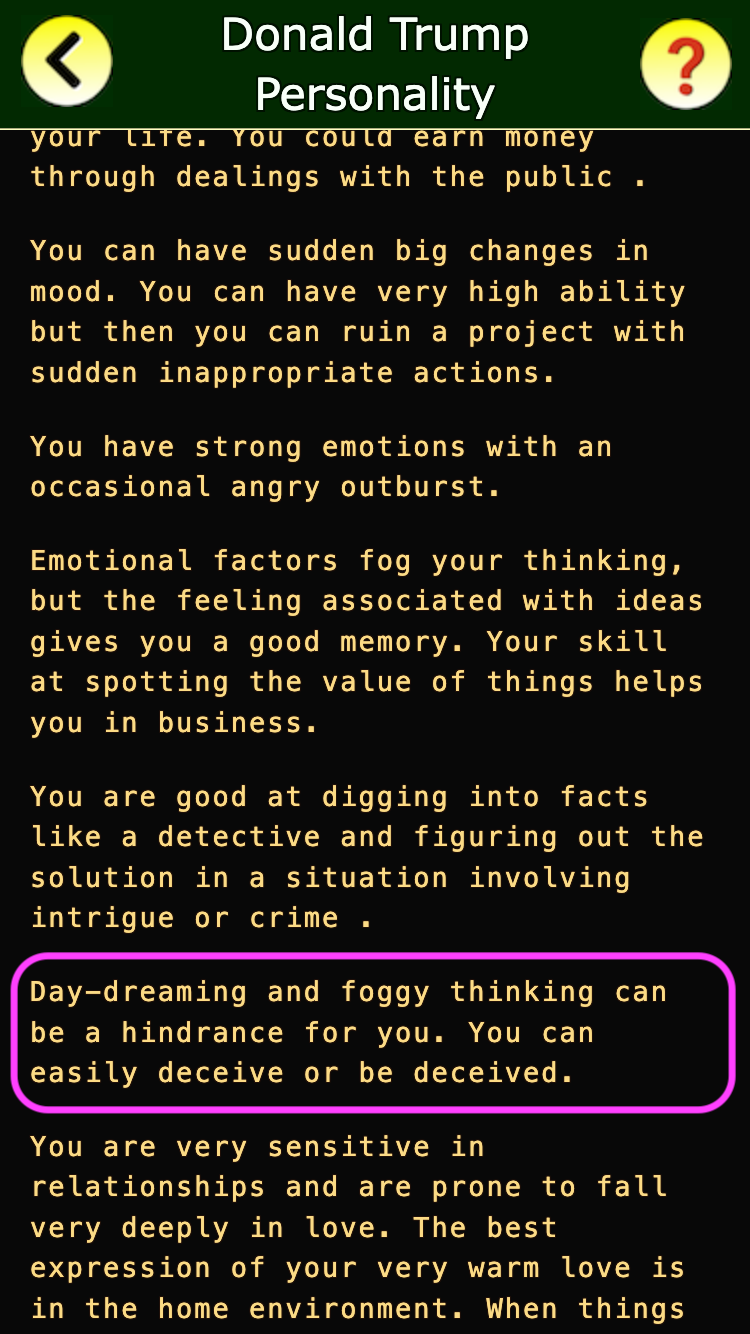 Donald Trump
Personality
your life. You could earn money
through dealings with the public .
You can have sudden big changes in
mood. You can have very high ability
but then you can ruin a project with
sudden inappropriate actions.
You have strong emotions with an
occasional angry outburst.
Emotional factors fog your thinking,
but the feeling associated with ideas
gives you a good memory. Your skill
at spotting the value of things helps
you in business.
You are good at digging into facts
like a detective and figuring out the
solution in a situation involving
intrigue or crime .
Day-dreaming and foggy thinking can
be a hindrance for you. You can
easily deceive or be deceived.
You are very sensitive in
relationships and are prone to fall
very deeply in love. The best
expression of your very warm love is
in the home environment. When things